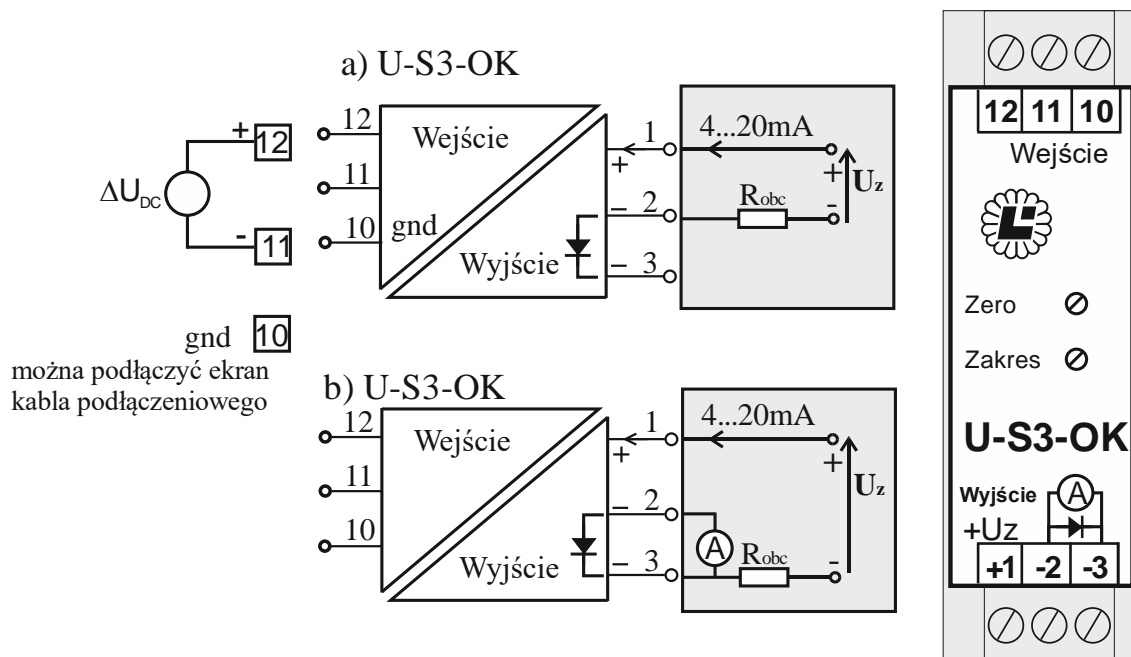 a) U-S3-OK
12
Wejście
1
4...20mA
+
+
12
11
+
Uz
ΔUDC
2
Robc
-
-
10
gnd
-
11
Wyjście
3
-
gnd 10
można podłączyć ekran
kabla podłączeniowego
b) U-S3-OK
12
Wejście
1
4...20mA
+
+
11
Uz
2
-
10
A
Wyjście
3
Robc
-
-
12 11 10
Wejście
Zero
Zakres
U-S3-OK
Wyjście
A
+Uz
+1 -2 -3